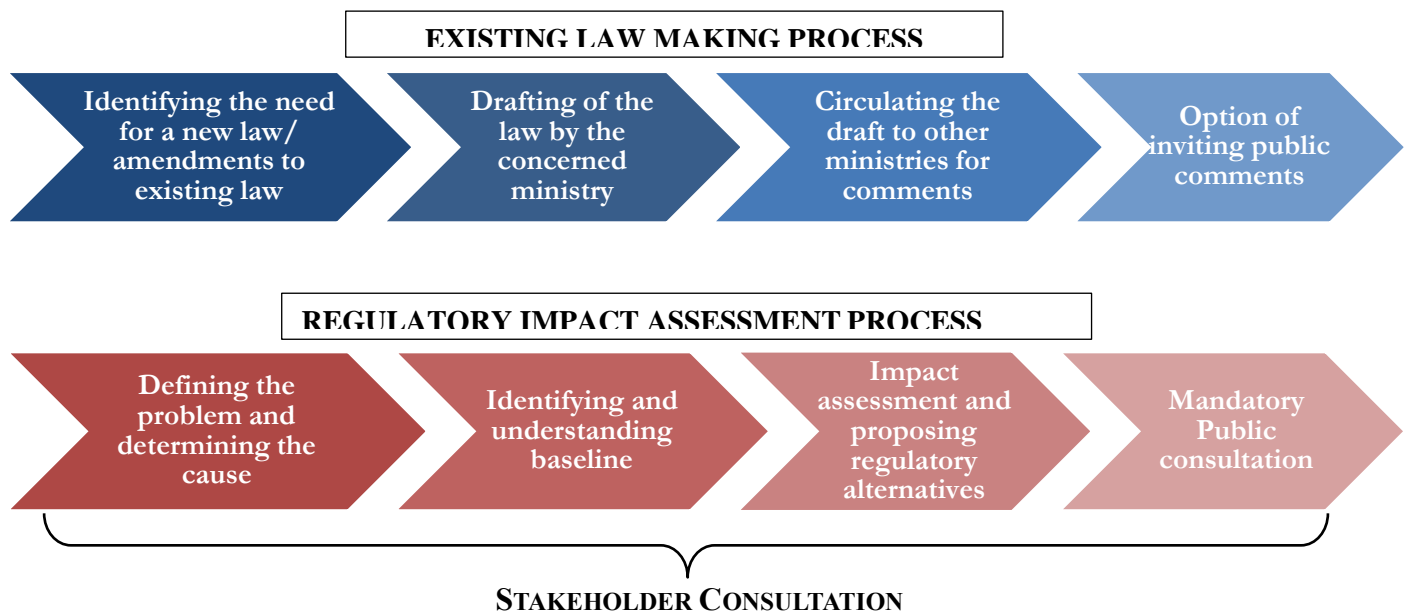 EXISTING LAW MAKING PROCESS
Identifying the need
for a new law/
amendments to
existing law
Drafting of the
law by the
concerned
ministry
Circulating the
draft to other
ministries for
comments
Option of
inviting public
comments
REGULATORY IMPACT ASSESSMENT PROCESS
Defining the
problem and
determining the
cause
Identifying and
understanding
baseline
Impact
assessment and
proposing
regulatory
alternatives
Mandatory
Public
consultation
STAKEHOLDER CONSULTATION